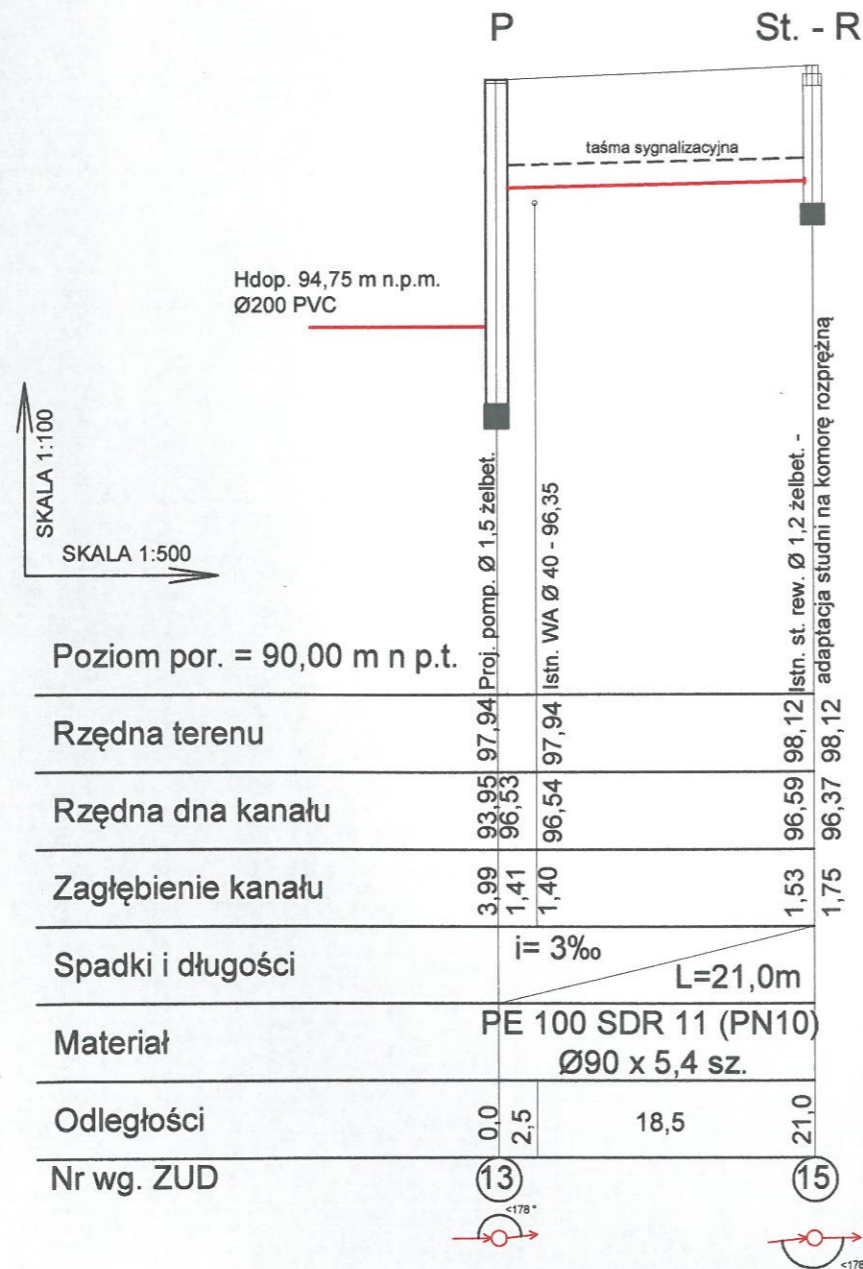 P St. - R
taśma sygnalizacyjna
Hdop. 94,75 m n.p.m.
Ø200 PVC
SKALA 1:100
SKALA 1:500
Proj. pomp. Ø 1,5 żelbet.
Istn. WA Ø 40 - 96,35
Istn. st. rew. Ø 1,2 żelbet. -
adaptacja studni na komorę rozprężną
Poziom por. = 90,00 m n p.t.
Rzędna terenu 97,94 97,94 98,12 98,12
Rzędna dna kanału 93,95 96,53 96,54 96,59 96,37
Zagłębienie kanału 3,99 1,41 1,40 1,53 1,75
Spadki i długości i= 3‰ L=21,0m
Materiał PE 100 SDR 11 (PN10)
Ø90 x 5,4 sz.
Odległości 0,0 2,5 18,5 21,0
Nr wg. ZUD 13 15
<178°
<178